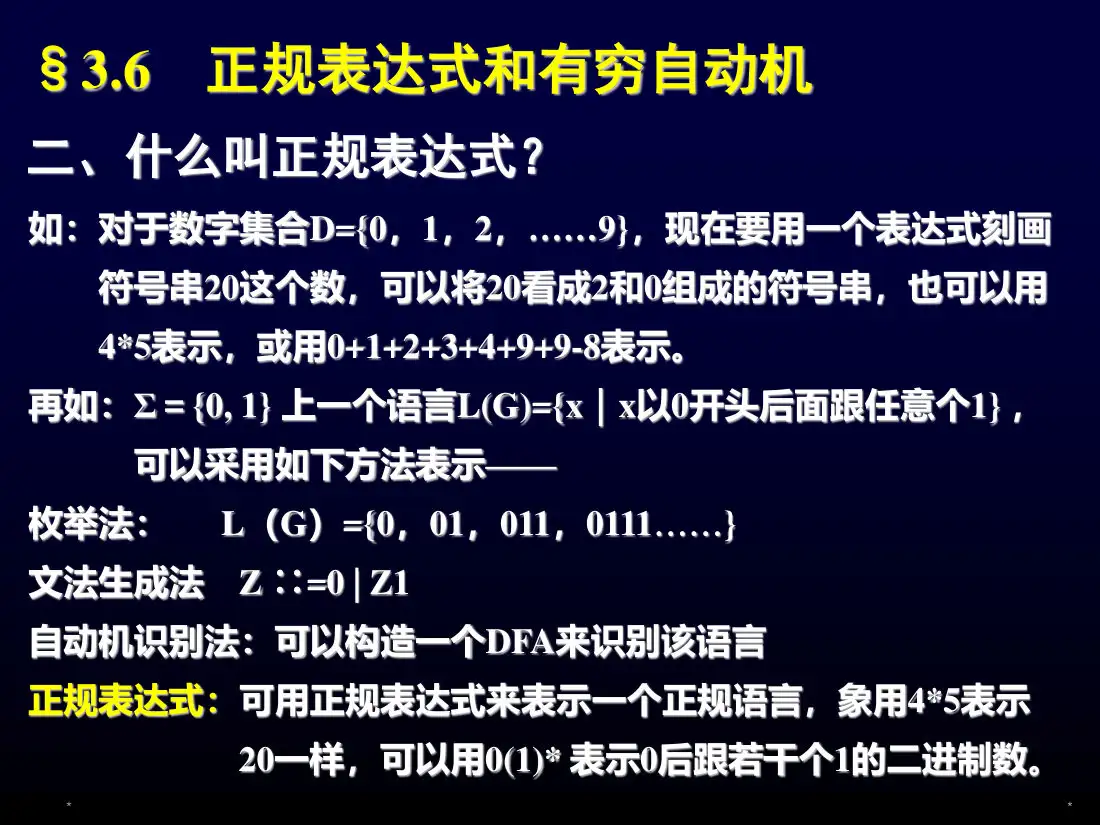 §3.6 正规表达式和有穷自动机
二、什么叫正规表达式？
如：对于数字集合D={0，1，2，……9}，现在要用一个表达式刻画
符号串20这个数，可以将20看成2和0组成的符号串，也可以用
4*5表示，或用0+1+2+3+4+9+9-8表示。
再如：Σ＝{0, 1} 上一个语言L(G)={x｜x以0开头后面跟任意个1}，
可以采用如下方法表示——
枚举法： L（G）={0，01，011，0111……}
文法生成法 Z ∷=0 | Z1
自动机识别法：可以构造一个DFA来识别该语言
正规表达式：可用正规表达式来表示一个正规语言，象用4*5表示
20一样，可以用0(1)* 表示0后跟若干个1的二进制数。
* *